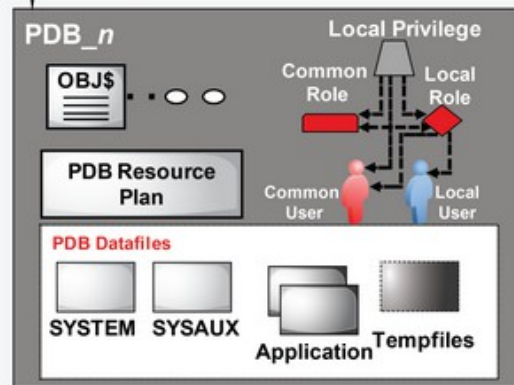 PDB_n
Local Privilege
OBJ$
Common
Role
Local
Role
PDB Resource
Plan
Common
User
Local
User
PDB Datafiles
SYSTEM
SYSAUX
Application
Tempfiles